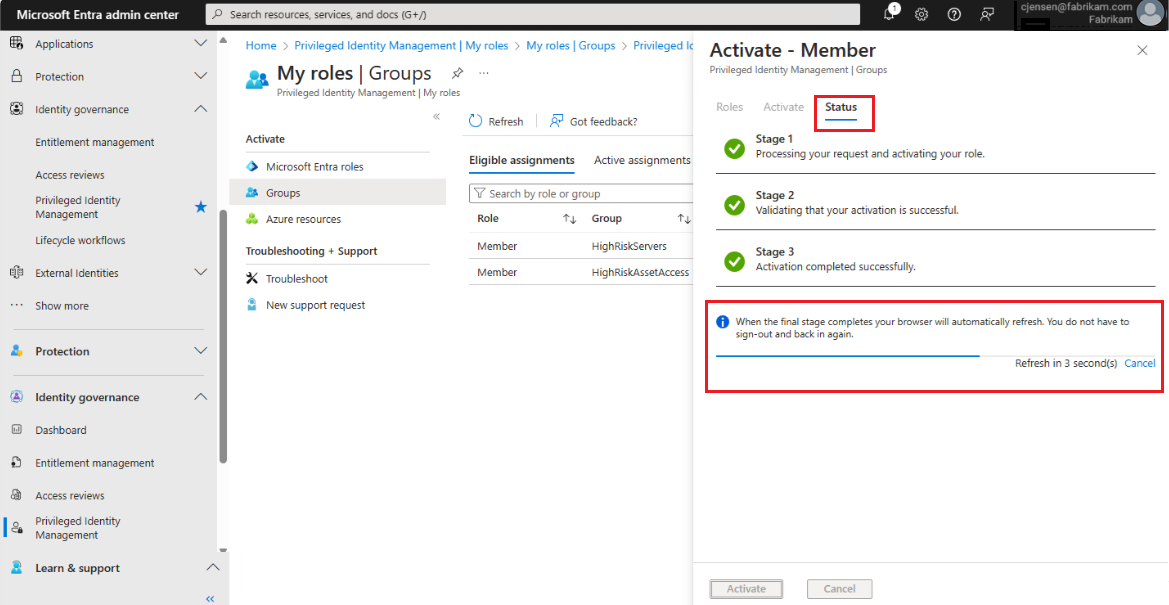 Microsoft Entra admin center
Search resources, services, and docs (G+/)
1
cjensen@fabrikam.com
Fabrikam
Applications
Protection
Identity governance
Entitlement management
Access reviews
Privileged Identity
Management
Lifecycle workflows
External Identities
Show more
Protection
Identity governance
Dashboard
Entitlement management
Access reviews
Privileged Identity
Management
Learn & support
Home > Privileged Identity Management | My roles > My roles | Groups > Privileged Id
My roles | Groups
Privileged Identity Management | My roles
Activate
Microsoft Entra roles
Groups
Azure resources
Troubleshooting + Support
Troubleshoot
New support request
Refresh
Got feedback?
Eligible assignments
Active assignments
Search by role or group
Role
Group
Member
HighRiskServers
Member
HighRiskAssetAccess
Activate - Member
Privileged Identity Management | Groups
Roles
Activate
Status
Stage 1
Processing your request and activating your role.
Stage 2
Validating that your activation is successful.
Stage 3
Activation completed successfully.
When the final stage completes your browser will automatically refresh. You do not have to
sign-out and back in again.
Refresh in 3 second(s) Cancel
Activate
Cancel